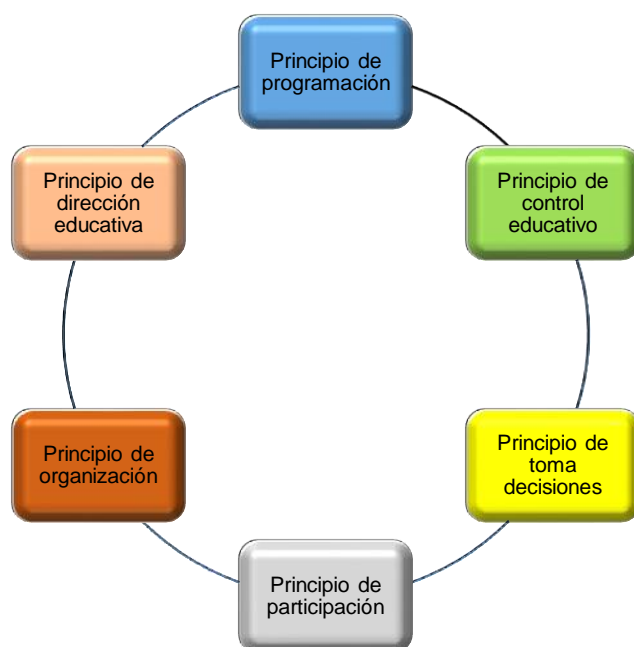 Principio de
programación
Principio de
control
educativo
Principio de
toma
decisiones
Principio de
participación
Principio de
organización
Principio de
dirección
educativa